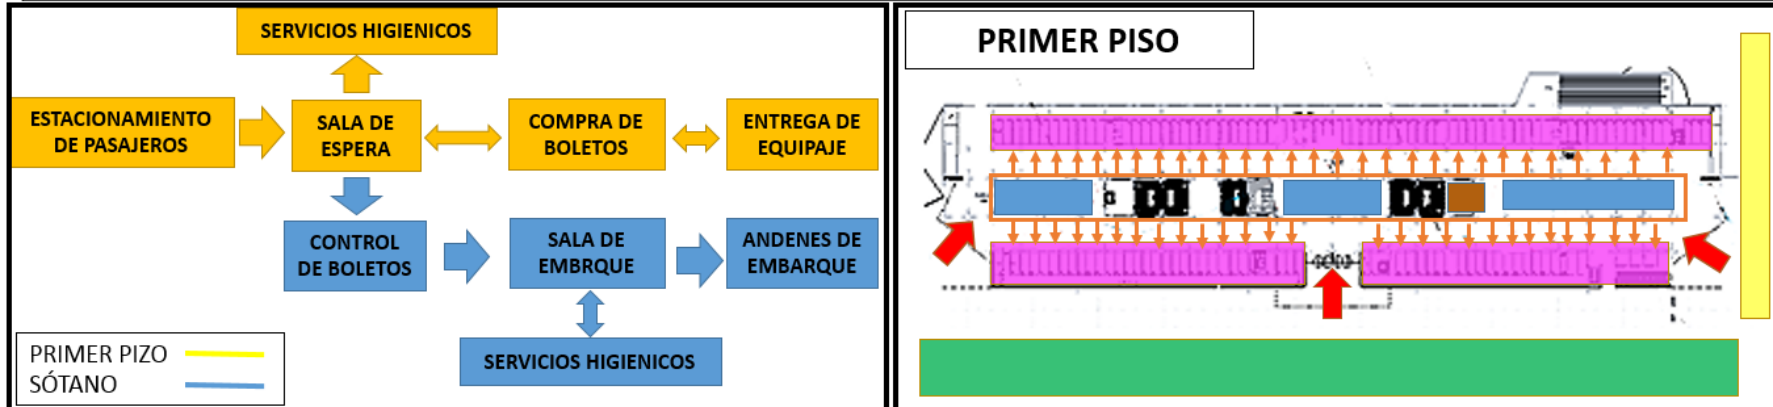 SERVICIOS HIGIENICOS
ESTACIONAMIENTO
DE PASAJEROS
SALA DE
ESPERA
COMPRA DE
BOLETOS
ENTREGA DE
EQUIPAJE
CONTROL
DE BOLETOS
SALA DE
EMBRQUE
ANDENES DE
EMBARQUE
SERVICIOS HIGIENICOS
PRIMER PIZO
SÓTANO
PRIMER PISO